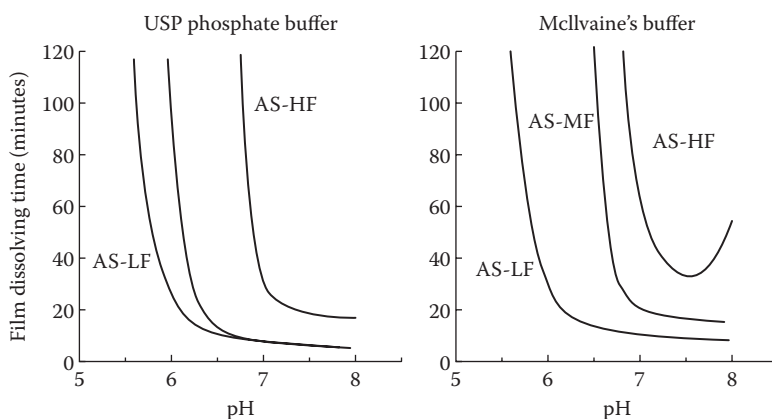 USP phosphate buffer
Film dissolving time (minutes)
120
100
80
60
40
20
0
AS-HF
AS-LF
5
6
7
8
pH
McIlvaine's buffer
120
100
80
60
40
20
0
AS-MF
AS-HF
AS-LF
5
6
7
8
pH